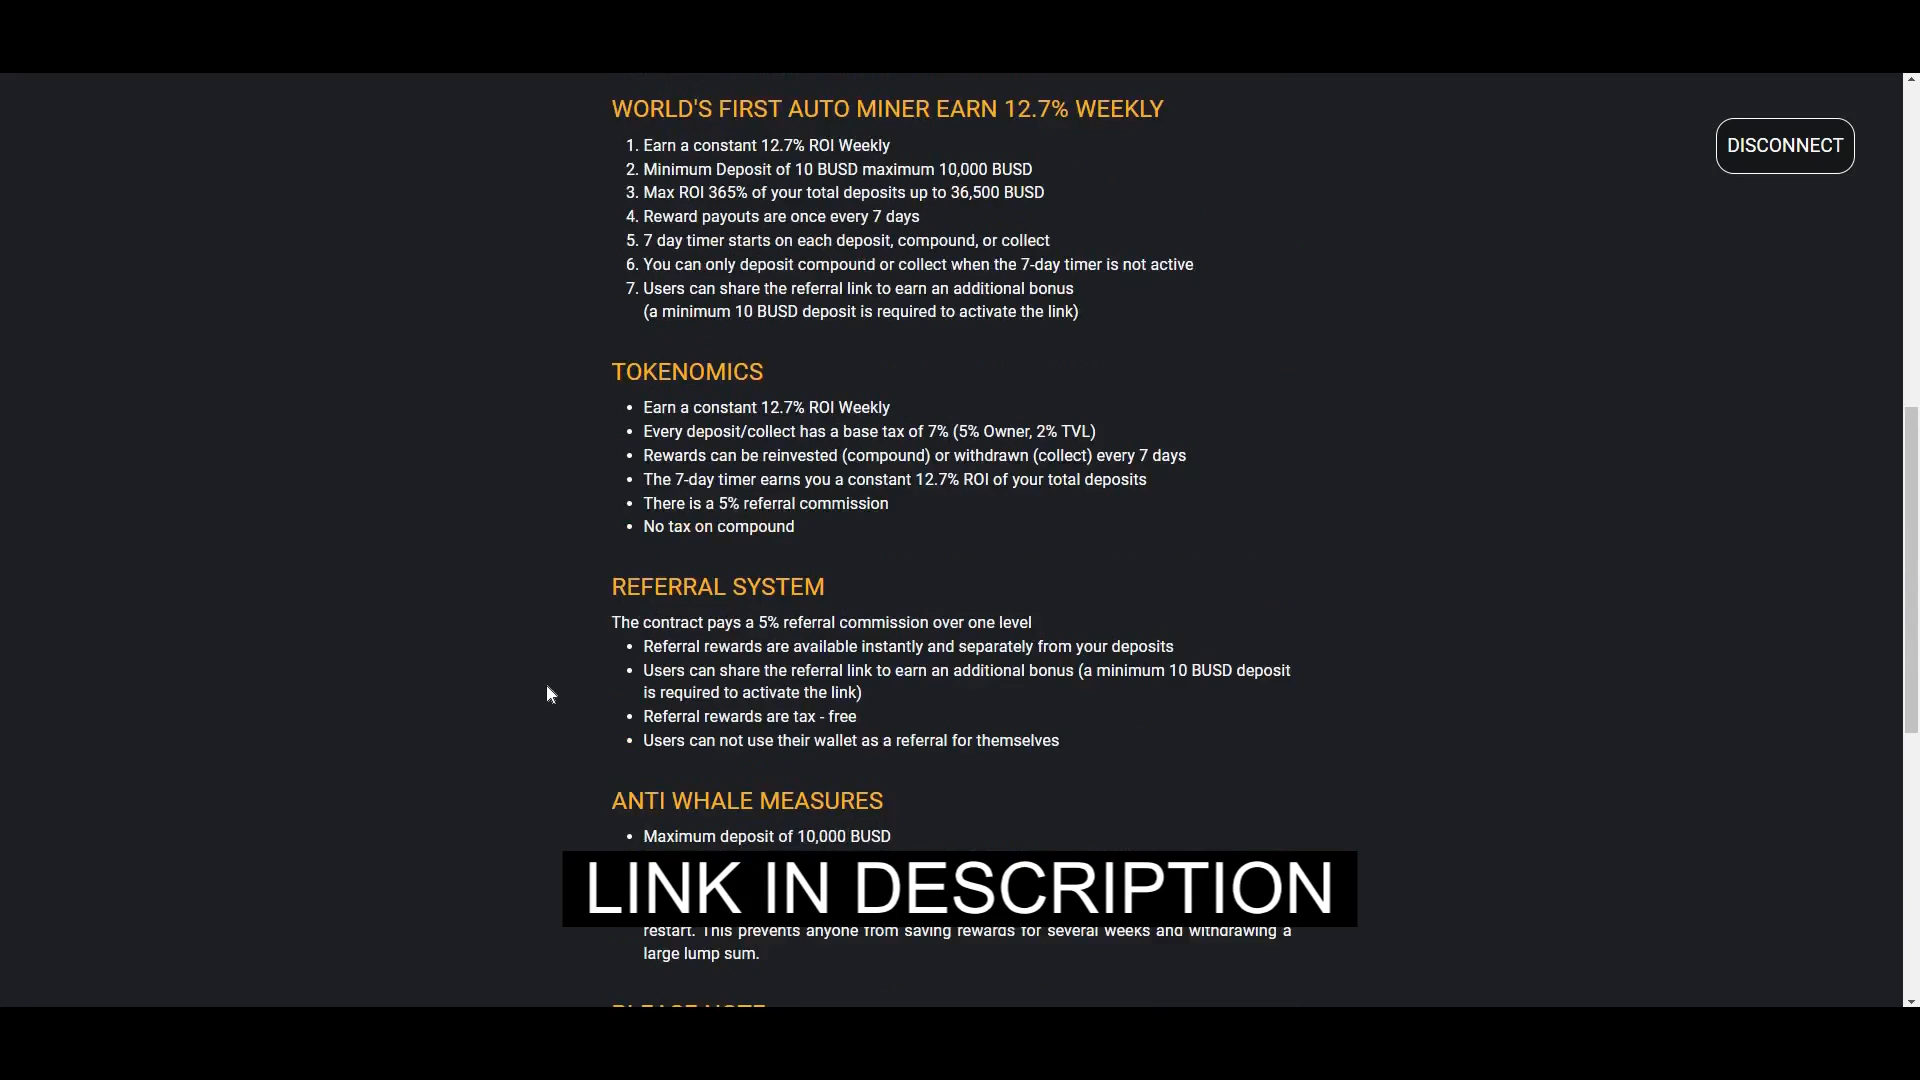 WORLD'S FIRST AUTO MINER EARN 12.7% WEEKLY
DISCONNECT
1. Earn a constant 12.7% ROI Weekly
2. Minimum Deposit of 10 BUSD maximum 10,000 BUSD
3. Max ROI 365% of your total deposits up to 36,500 BUSD
4. Reward payouts are once every 7 days
5. 7 day timer starts on each deposit, compound, or collect
6. You can only deposit compound or collect when the 7-day timer is not active
7. Users can share the referral link to earn an additional bonus
(a minimum 10 BUSD deposit is required to activate the link)
TOKENOMICS
• Earn a constant 12.7% ROI Weekly
• Every deposit/collect has a base tax of 7% (5% Owner, 2% TVL)
• Rewards can be reinvested (compound) or withdrawn (collect) every 7 days
• The 7-day timer earns you a constant 12.7% ROI of your total deposits
• There is a 5% referral commission
• No tax on compound
REFERRAL SYSTEM
The contract pays a 5% referral commission over one level
• Referral rewards are available instantly and separately from your deposits
• Users can share the referral link to earn an additional bonus (a minimum 10 BUSD deposit
is required to activate the link)
• Referral rewards are tax - free
• Users can not use their wallet as a referral for themselves
ANTI WHALE MEASURES
• Maximum deposit of 10,000 BUSD
LINK IN DESCRIPTION
restart. This prevents anyone from saving rewards for several weeks and withdrawing a
large lump sum.